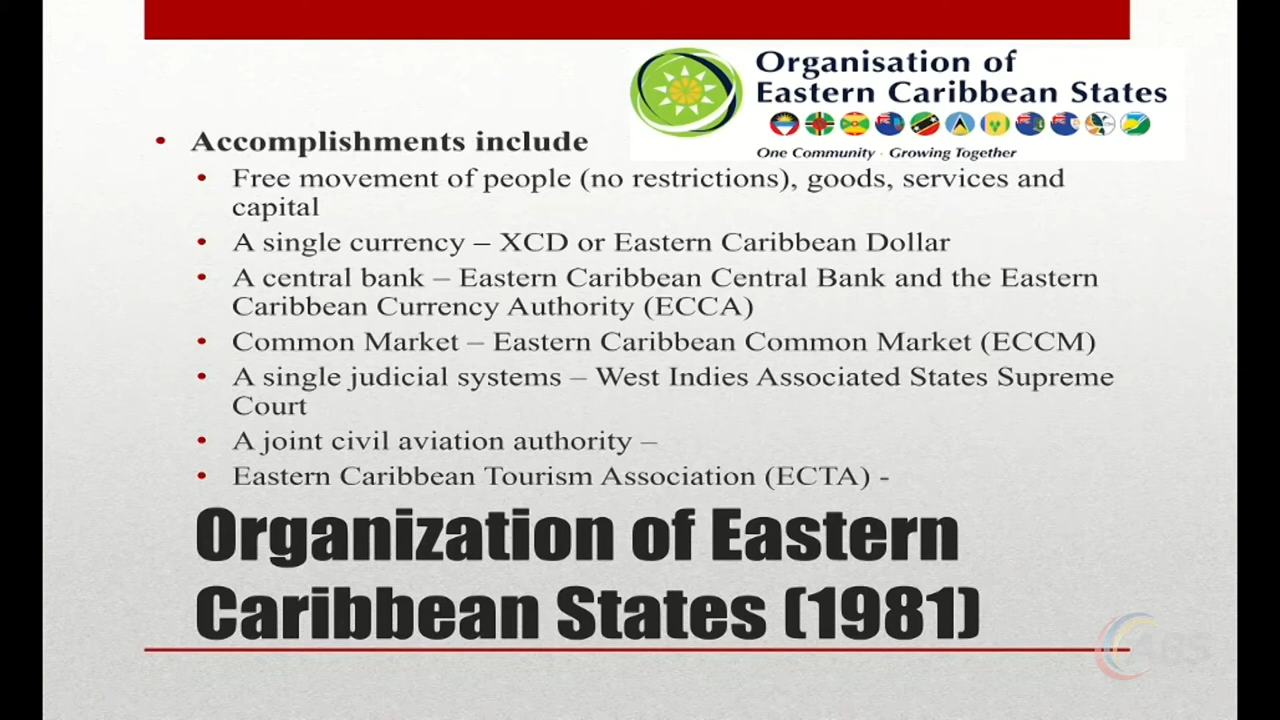 Organisation of
Eastern Caribbean States
One Community · Growing Together
• Accomplishments include
• Free movement of people (no restrictions), goods, services and
capital
• A single currency – XCD or Eastern Caribbean Dollar
• A central bank – Eastern Caribbean Central Bank and the Eastern
Caribbean Currency Authority (ECCA)
• Common Market – Eastern Caribbean Common Market (ECCM)
• A single judicial systems – West Indies Associated States Supreme
Court
• A joint civil aviation authority –
• Eastern Caribbean Tourism Association (ECTA) -
Organization of Eastern
Caribbean States (1981)
ABS